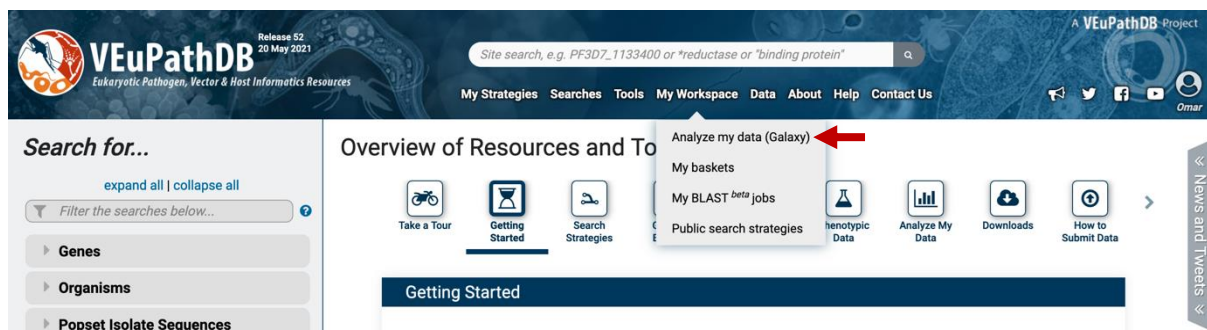 A VEuPathDB Project
Release 52
20 May 2021
VEuPathDB
Eukaryotic Pathogen, Vector & Host Informatics Resources
Site search, e.g. PF3D7_1133400 or *reductase or "binding protein"
My Strategies Searches Tools My Workspace Data About Help Contact Us
Omar
Analyze my data (Galaxy)
My baskets
My BLAST beta jobs
Public search strategies
Search for...
expand all | collapse all
Filter the searches below...
Genes
Organisms
Popset Isolate Sequences
Overview of Resources and To
Take a Tour
Getting
Started
Search
Strategies
Analyze My
Data
Downloads
How to
Submit Data
Getting Started
« News and Tweets «